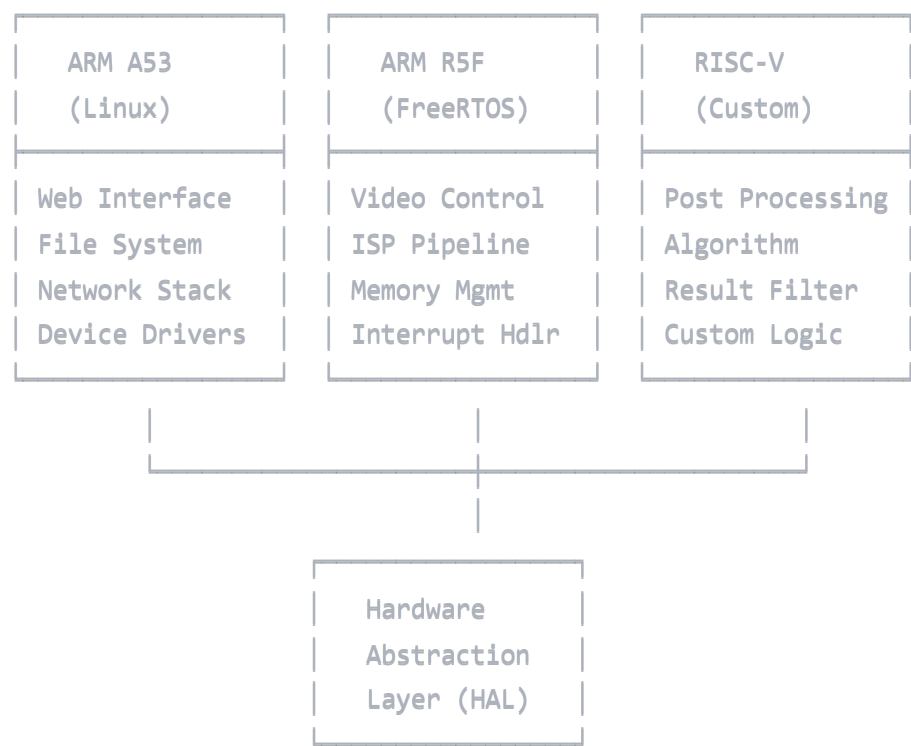 ARM A53
(Linux)
Web Interface
File System
Network Stack
Device Drivers
ARM R5F
(FreeRTOS)
Video Control
ISP Pipeline
Memory Mgmt
Interrupt Hdlr
RISC-V
(Custom)
Post Processing
Algorithm
Result Filter
Custom Logic
Hardware
Abstraction
Layer (HAL)